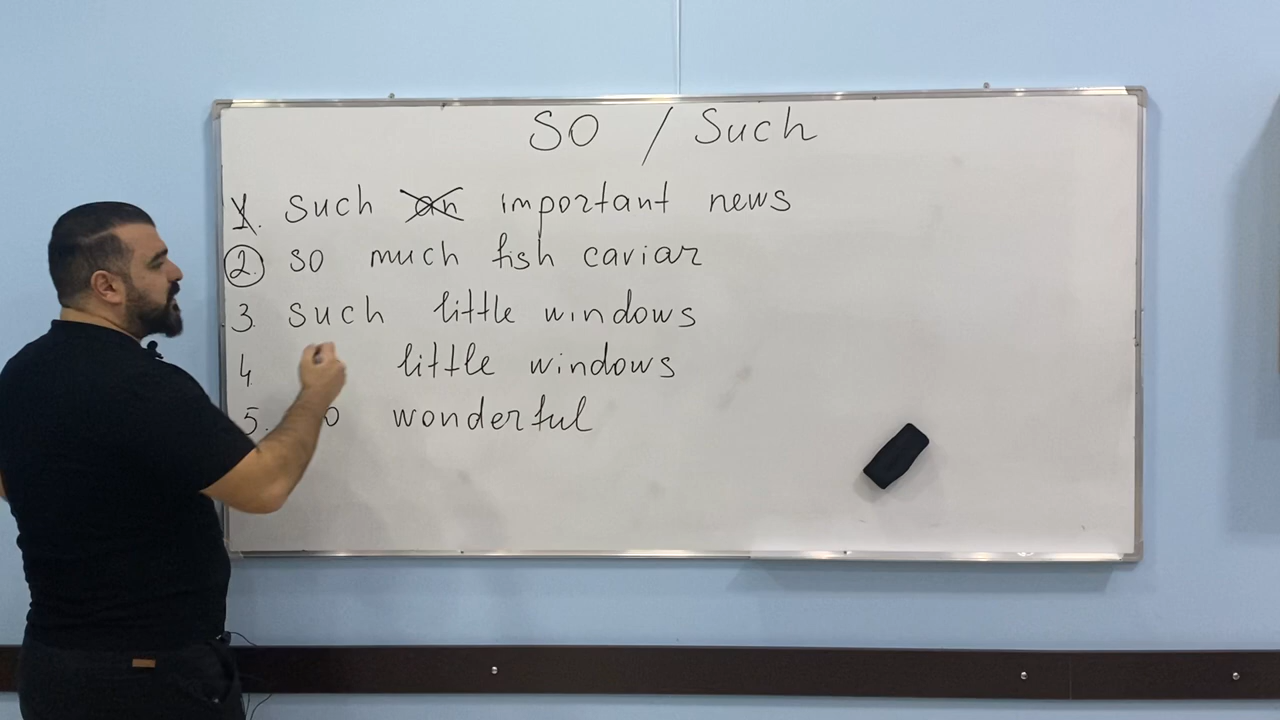 SO / Such
1. such an important news
2. so much fish caviar
3. such little windows
4 little windows
5. wonderful